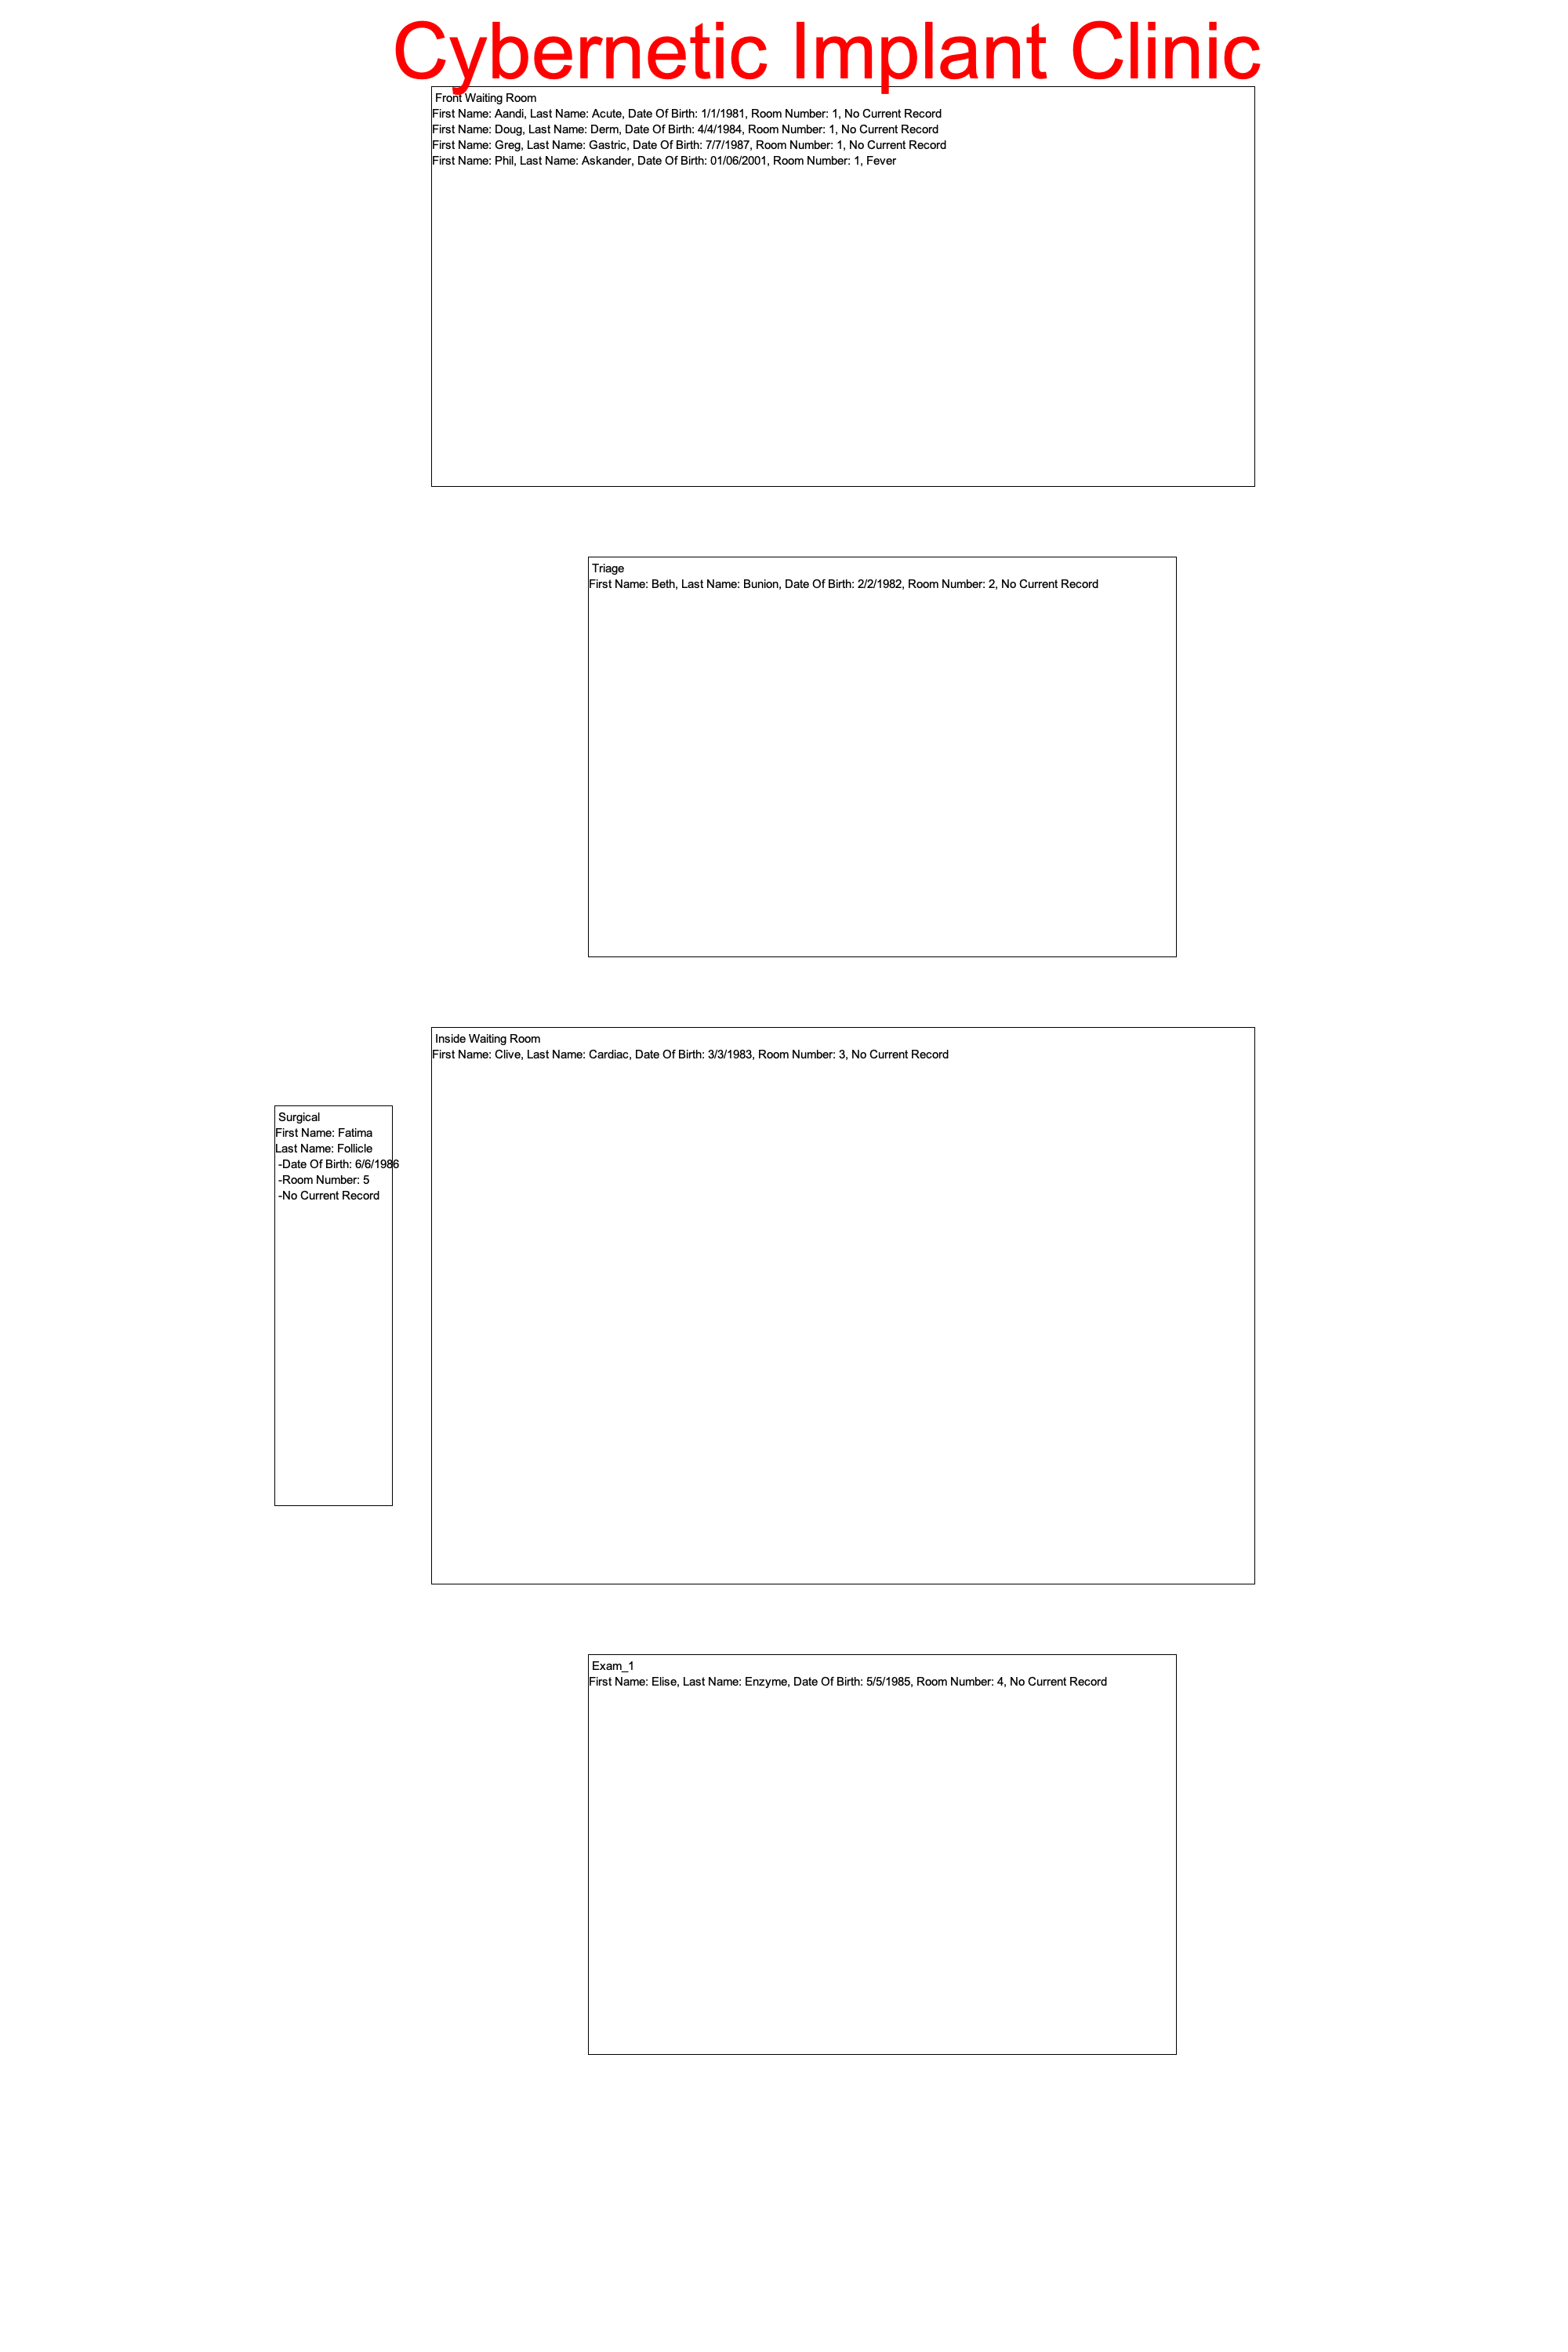 Cybernetic Implant Clinic
Front Waiting Room
First Name: Aandi, Last Name: Acute, Date Of Birth: 1/1/1981, Room Number: 1, No Current Record
First Name: Doug, Last Name: Derm, Date Of Birth: 4/4/1984, Room Number: 1, No Current Record
First Name: Greg, Last Name: Gastric, Date Of Birth: 7/7/1987, Room Number: 1, No Current Record
First Name: Phil, Last Name: Askander, Date Of Birth: 01/06/2001, Room Number: 1, Fever
Triage
First Name: Beth, Last Name: Bunion, Date Of Birth: 2/2/1982, Room Number: 2, No Current Record
Inside Waiting Room
First Name: Clive, Last Name: Cardiac, Date Of Birth: 3/3/1983, Room Number: 3, No Current Record
Surgical
First Name: Fatima
Last Name: Follicle
-Date Of Birth: 6/6/1986
-Room Number: 5
-No Current Record
Exam_1
First Name: Elise, Last Name: Enzyme, Date Of Birth: 5/5/1985, Room Number: 4, No Current Record